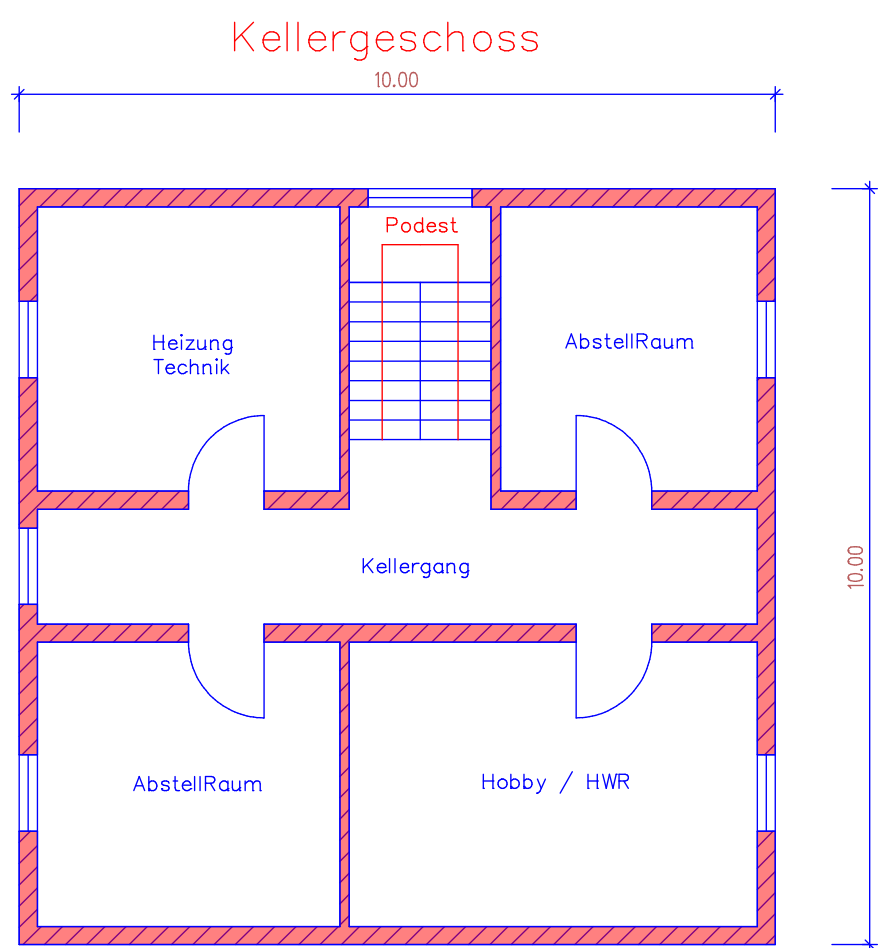 Kellergeschoss
10.00
Podest
Heizung
Technik
AbstellRaum
Kellergang
10.00
AbstellRaum
Hobby / HWR